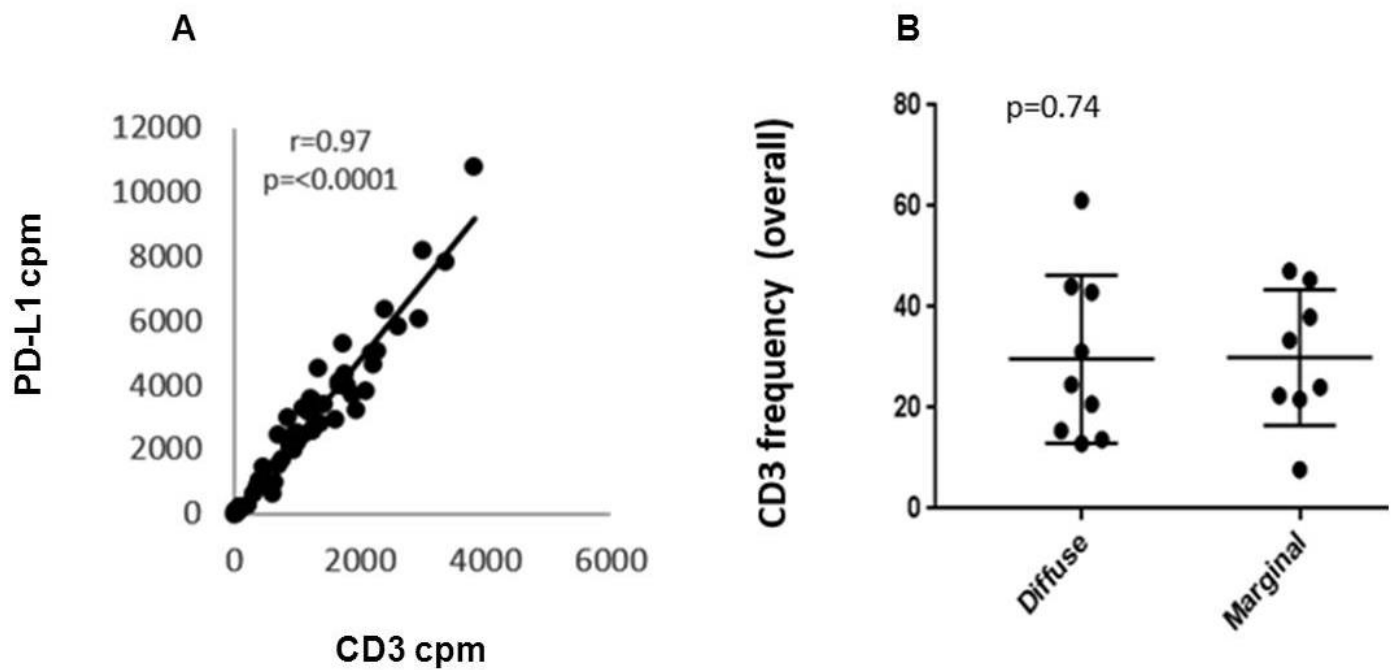 A
PD-L1 cpm
12000
10000
8000
6000
4000
2000
0
r=0.97
p=<0.0001
0 2000 4000 6000
CD3 cpm
B
CD3 frequency (overall)
80
60
40
20
0
p=0.74
Diffuse
Marginal